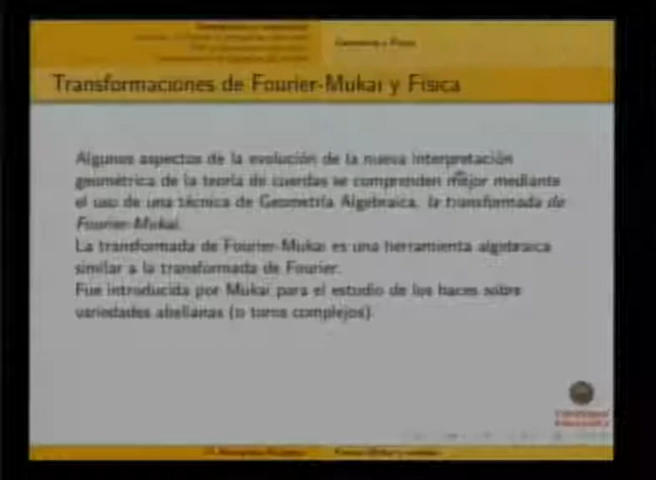 Geometría y Física
Transformaciones de Fourier-Mukai y Física
Algunos aspectos de la evolución de la nueva interpretación
geométrica de la teoría de cuerdas se comprenden mejor mediante
el uso de una técnica de Geometría Algebraica, la transformada de
Fourier-Mukai.
La transformada de Fourier-Mukai es una herramienta algebraica
similar a la transformada de Fourier.
Fue introducida por Mukai para el estudio de los haces sobre
variedades abelianas (o toros complejos)